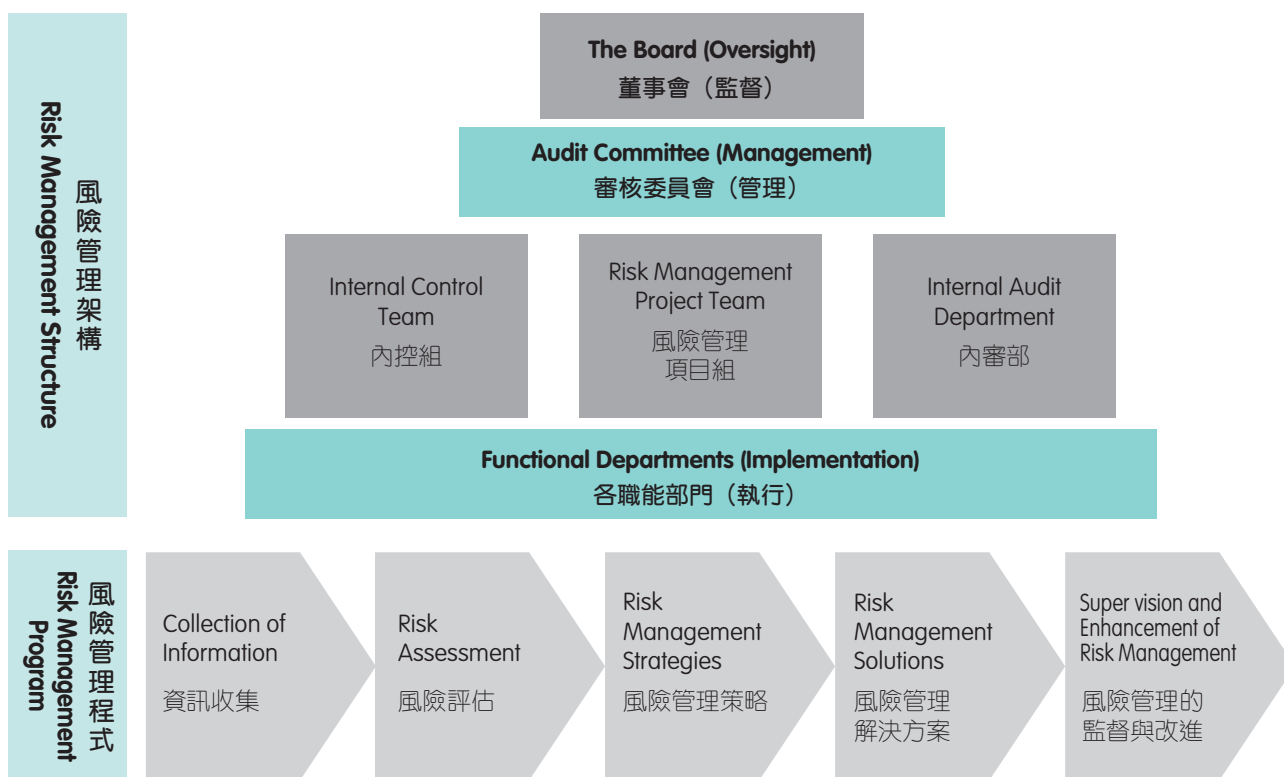 Risk Management Structure
風險管理架構
The Board (Oversight)
董事會（監督）
Audit Committee (Management)
審核委員會（管理）
Internal Control
Team
內控組
Risk Management
Project Team
風險管理
項目組
Internal Audit
Department
內審部
Functional Departments (Implementation)
各職能部門（執行）
風險管理程式
Risk Management
Program
Collection of
Information
資訊收集
Risk
Assessment
風險評估
Risk
Management
Strategies
風險管理策略
Risk
Management
Solutions
風險管理
解決方案
Super vision and
Enhancement of
Risk Management
風險管理的
監督與改進